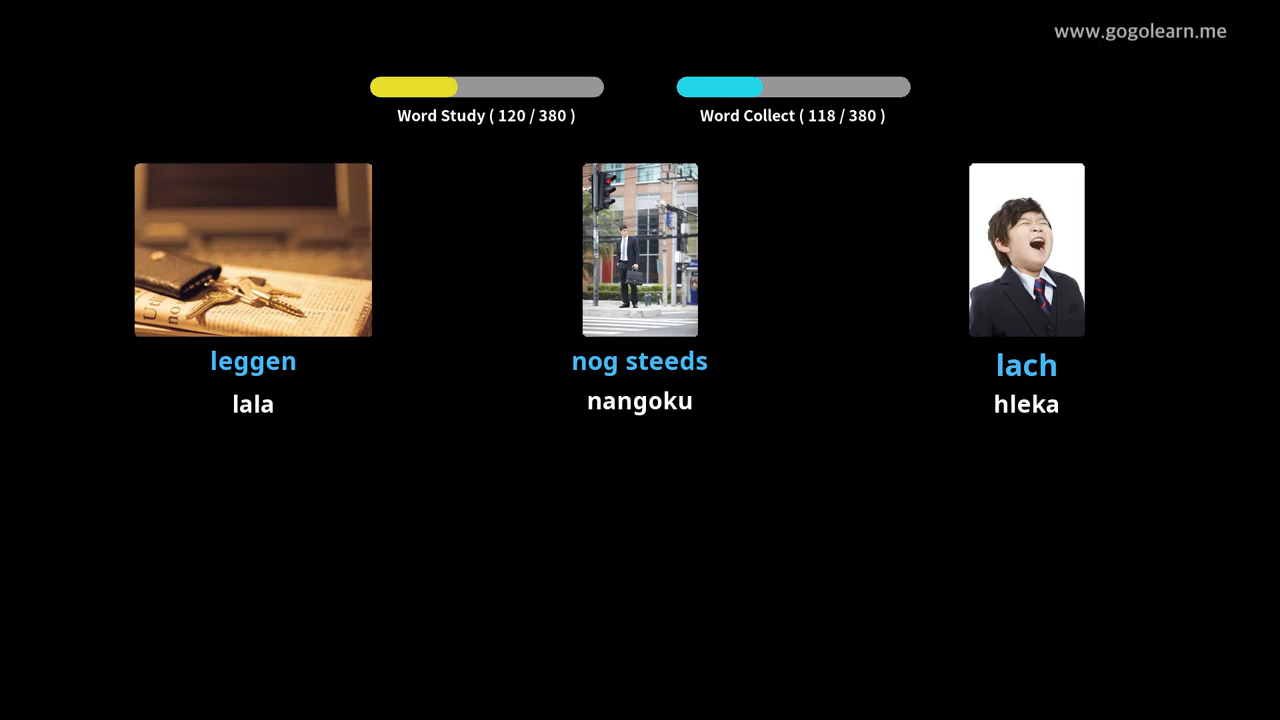 www.gogolearn.me
Word Study ( 120 / 380 )
Word Collect ( 118 / 380 )
leggen
nog steeds
lach
lala
nangoku
hleka